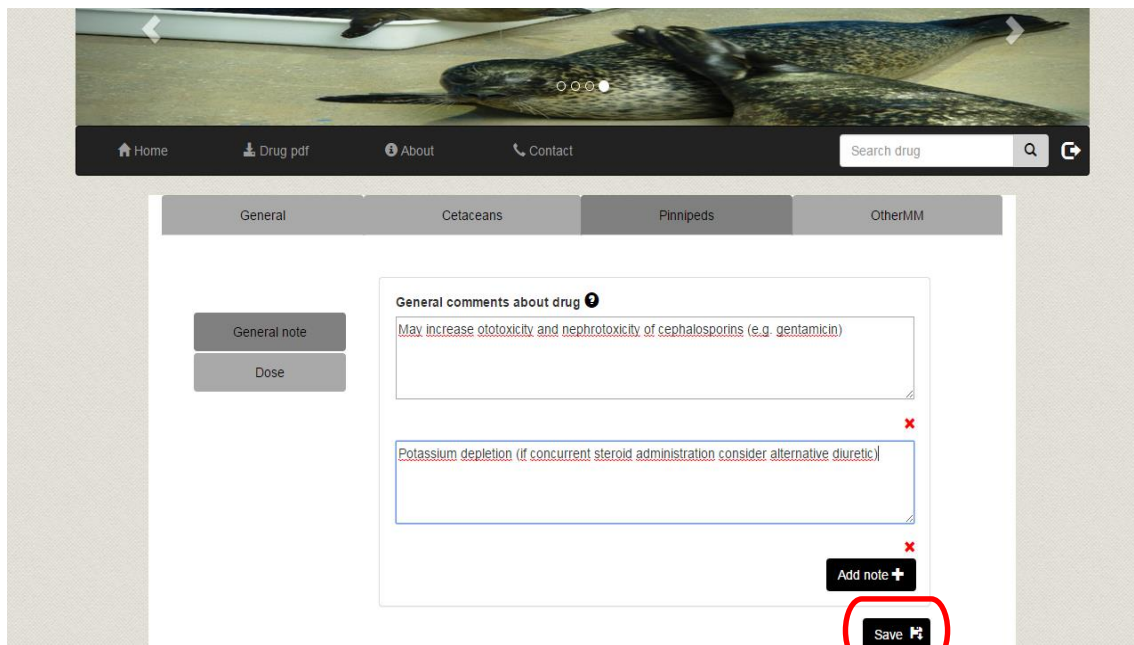 Home Drug pdf About Contact Search drug
General Cetaceans Pinnipeds OtherMM
General comments about drug
General note
Dose
May increase ototoxicity and nephrotoxicity of cephalosporins (e.g. gentamicin)
Potassium depletion (if concurrent steroid administration consider alternative diuretic)
Add note
Save